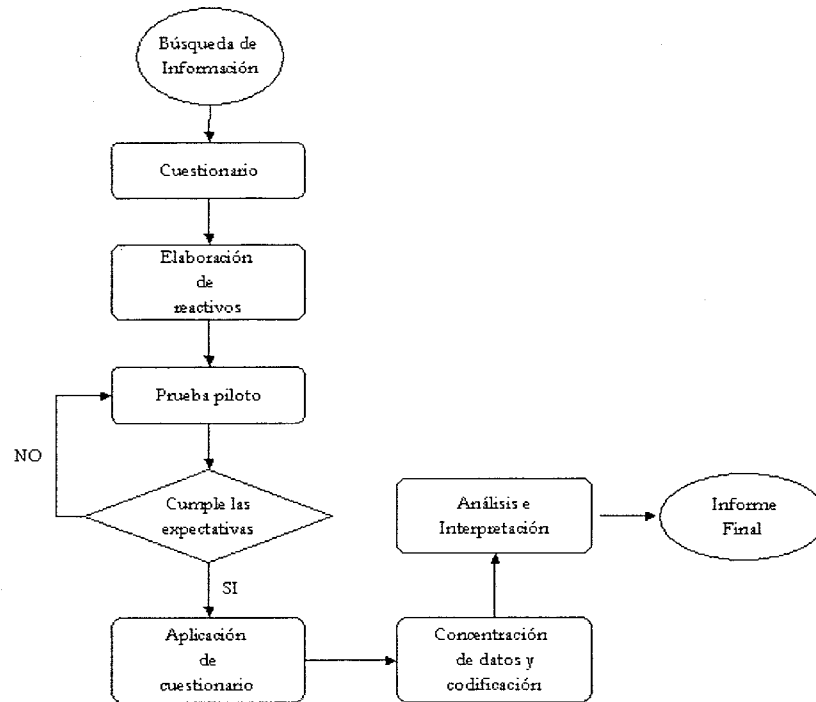 Búsqueda de
Información
Cuestionario
Elaboración
de
reactivos
Prueba piloto
NO
Cumple las
expectativas
SI
Aplicación
de
cuestionario
Concentración
de datos y
codificación
Análisis e
Interpretación
Informe
Final